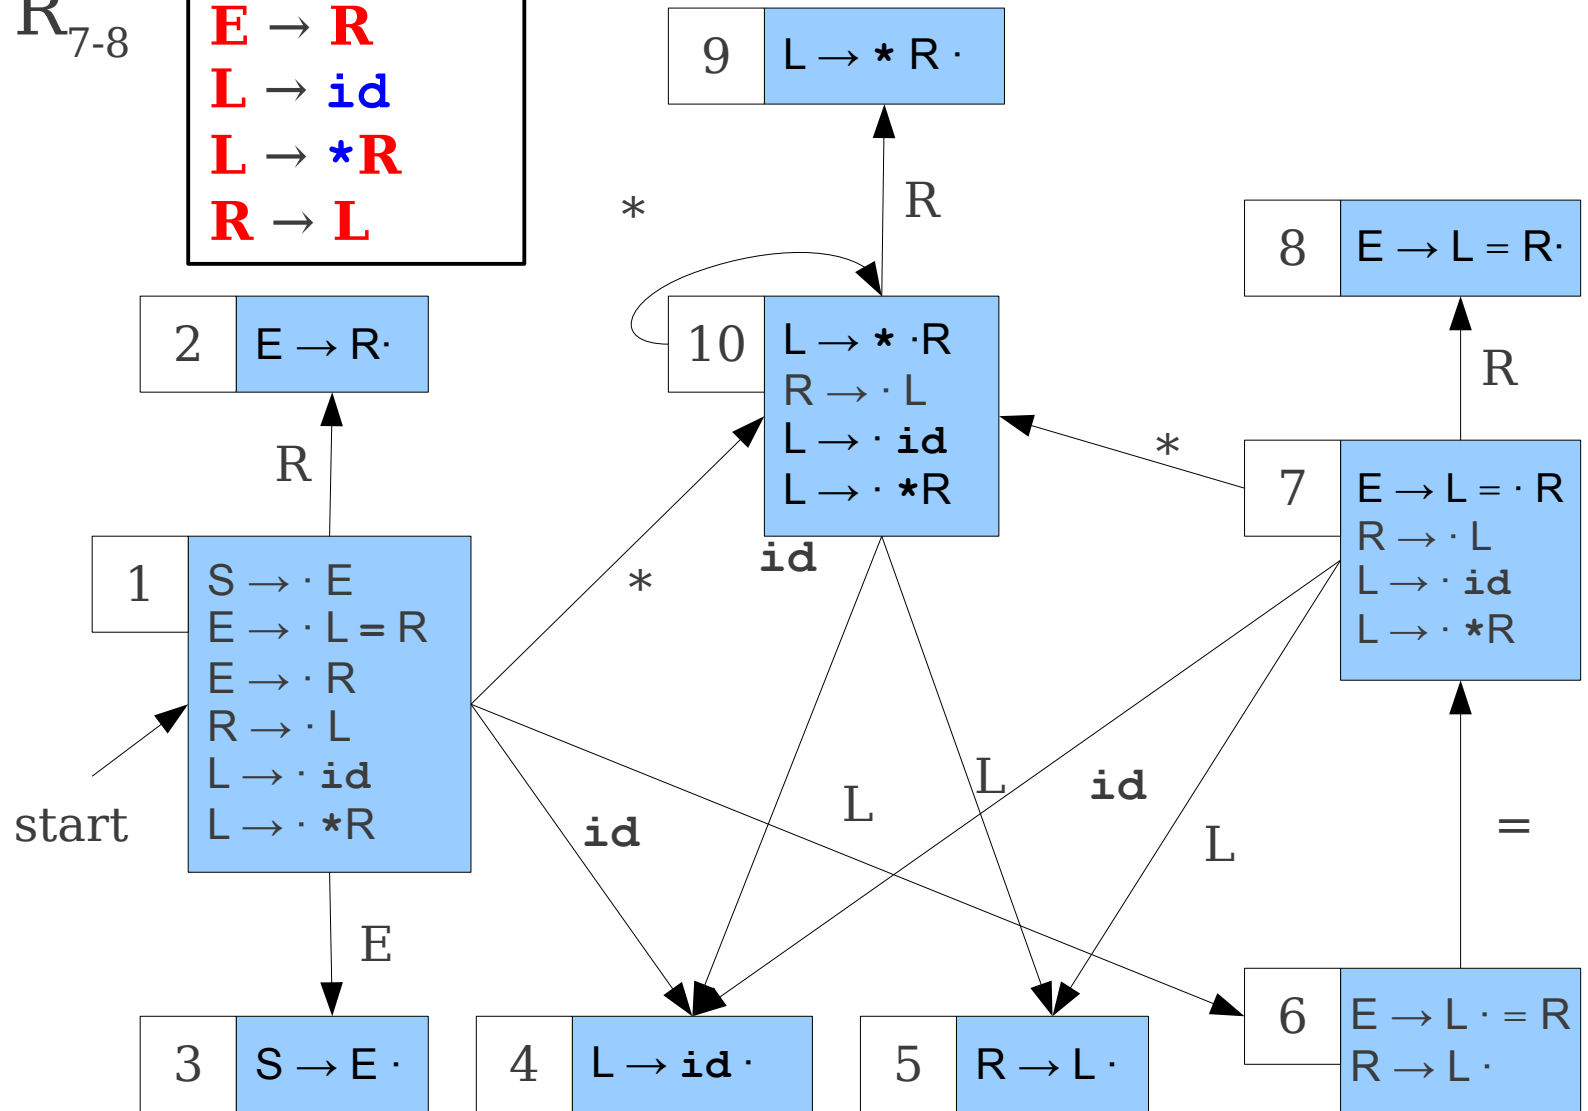 R7-8
E → R
L → id
L → *R
R → L
9
L → * R ·
*
R
8
E → L = R·
2
E → R·
10
L → * ·R
R → · L
L → · id
L → · *R
R
R
*
7
E → L = · R
R → · L
L → · id
L → · *R
1
S → · E
E → · L = R
E → · R
R → · L
L → · id
L → · *R
*
id
start
id
L
L
id
L
=
E
3
S → E ·
4
L → id ·
5
R → L ·
6
E → L · = R
R → L ·